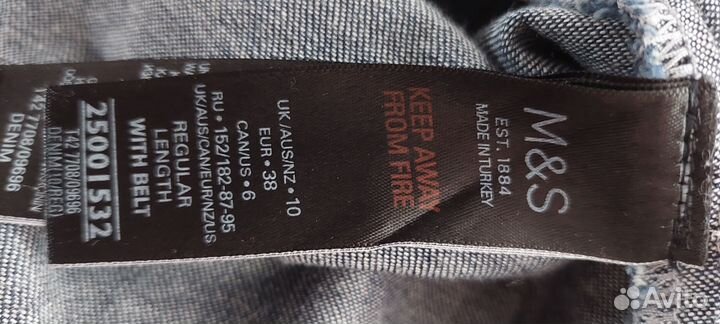 M&S
EST. 1884
MADE IN TURKEY
KEEP AWAY
FROM FIRE
UK/AUS/NZ • 10
EUR • 38
CAN/US • 6
RU • 152/182-87-95
UK/AUS/CAN/EUR/NZ/US
REGULAR
LENGTH
WITH BELT
25001532
T42 7708/09696
DENIM
Avito